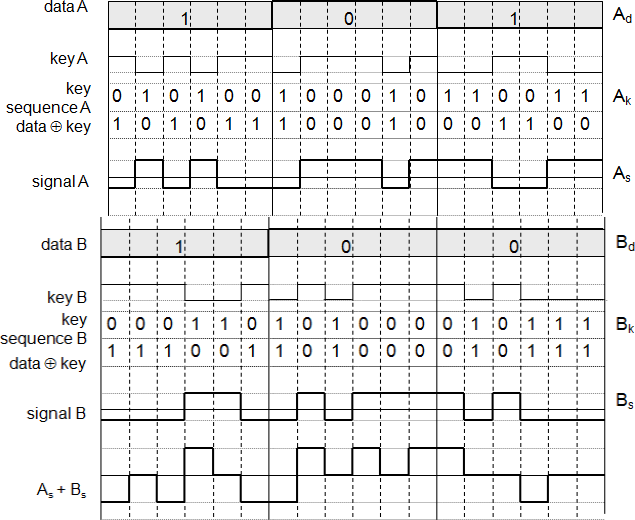 data A 1 0 1 A_d
key A
key sequence A 0 1 0 1 0 0 1 0 0 0 1 0 1 1 0 0 1 1 A_k
data ⊕ key 1 0 1 0 1 1 1 0 0 0 1 0 0 0 1 1 0 0
signal A A_s
data B 1 0 0 B_d
key B
key sequence B 0 0 0 1 1 0 1 0 1 0 0 0 0 1 0 1 1 1 B_k
data ⊕ key 1 1 1 0 0 1 1 0 1 0 0 0 0 1 0 1 1 1
signal B B_s
A_s + B_s